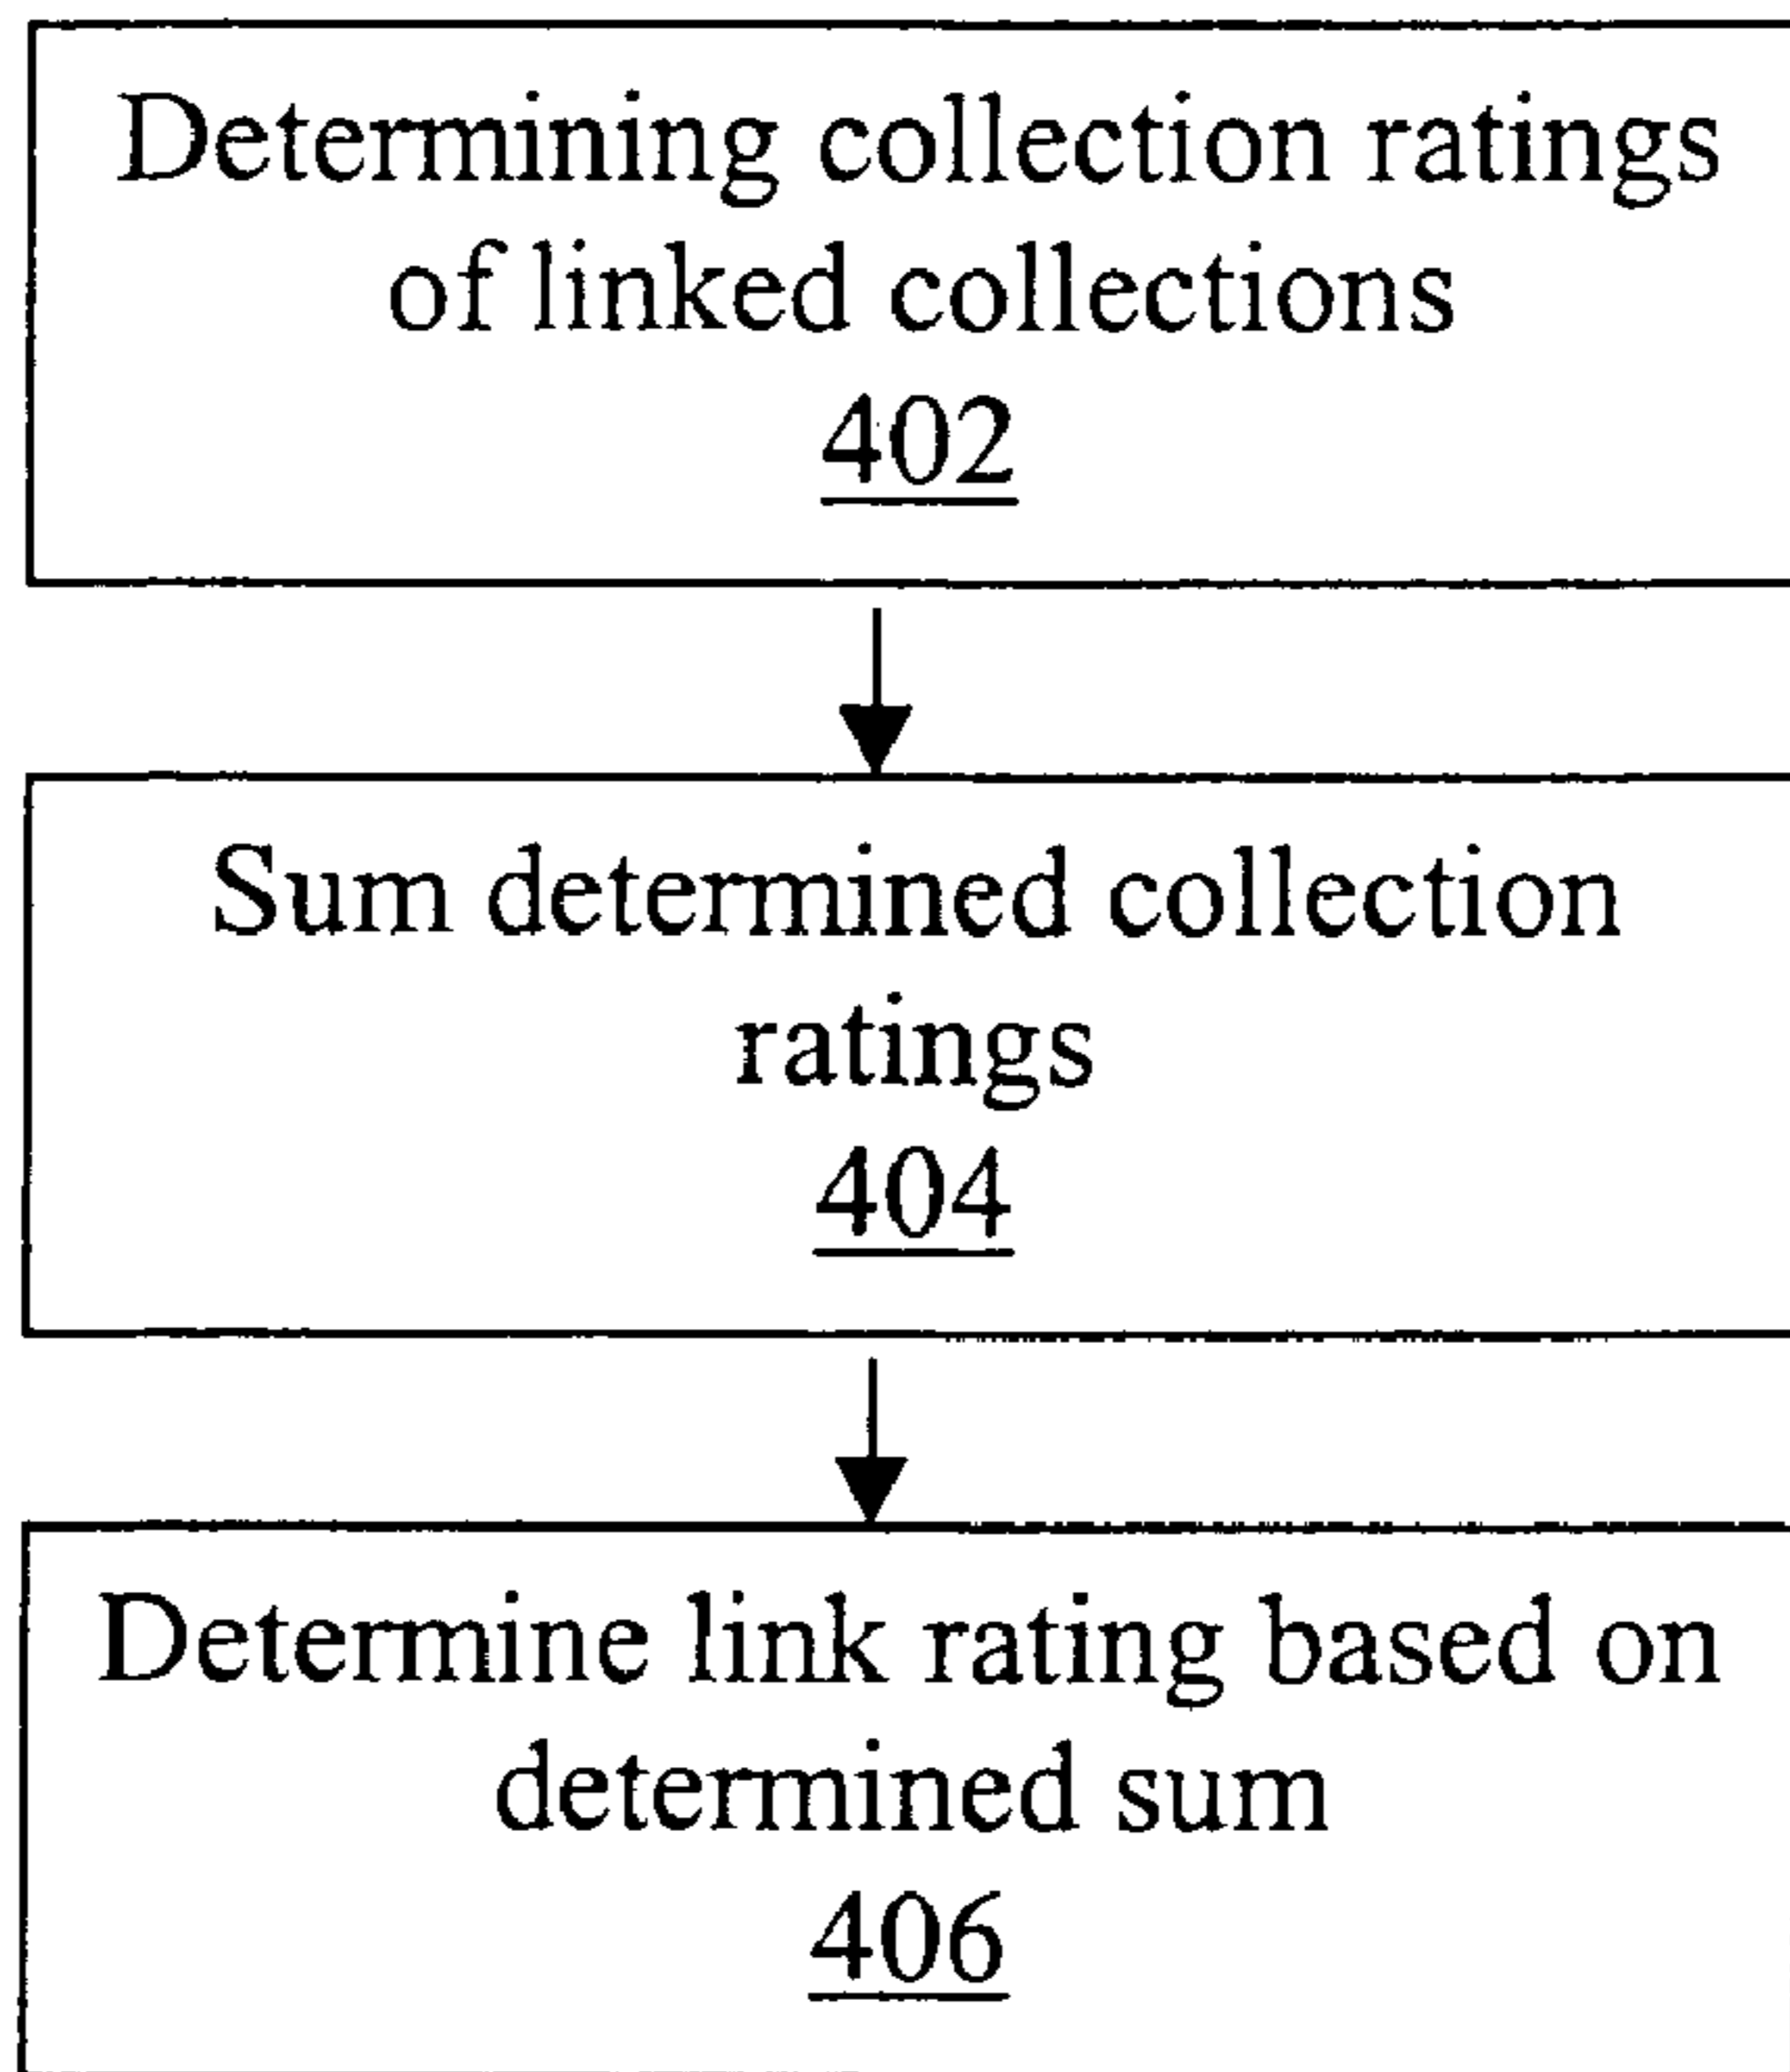 Determining collection ratings
of linked collections
402
Sum determined collection
ratings
404
Determine link rating based on
determined sum
406